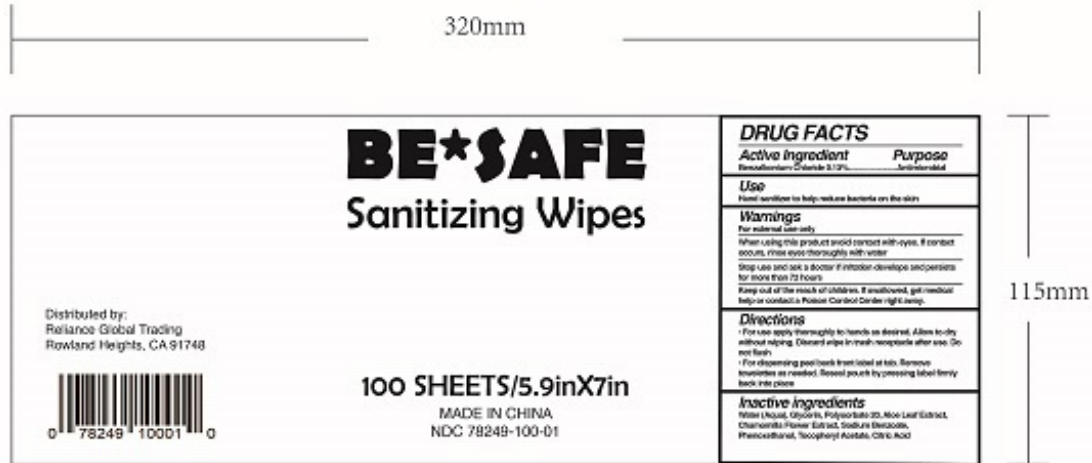 320mm
BE*SAFE
Sanitizing Wipes
Distributed by:
Reliance Global Trading
Rowland Heights, CA 91748
0 78249 10001 0
100 SHEETS/5.9inX7in
MADE IN CHINA
NDC 78249-100-01
DRUG FACTS
Active Ingredient Purpose
Benzalkonium Chloride 0.13% Antimicrobial
Use
Hand sanitizer to help reduce bacteria on the skin
Warnings
For external use only
When using this product avoid contact with eyes. If contact
occurs, rinse eyes thoroughly with water
Stop use and ask a doctor if irritation develops and persists
for more than 72 hours
Keep out of the reach of children. If swallowed, get medical
help or contact a Poison Control Center right away.
Directions
• For use apply thoroughly to hands as desired. Allow to dry
without wiping. Discard wipe in trash receptacle after use. Do
not flush
• For dispensing peel back front label at tab. Remove
towelettes as needed. Reseal pouch by pressing label firmly
back into place
Inactive ingredients
Water (Aqua), Glycerin, Polysorbate 20, Aloe Leaf Extract,
Chamomilla Flower Extract, Sodium Benzoate,
Phenoxethanol, Tocopheryl Acetate, Citric Acid
115mm